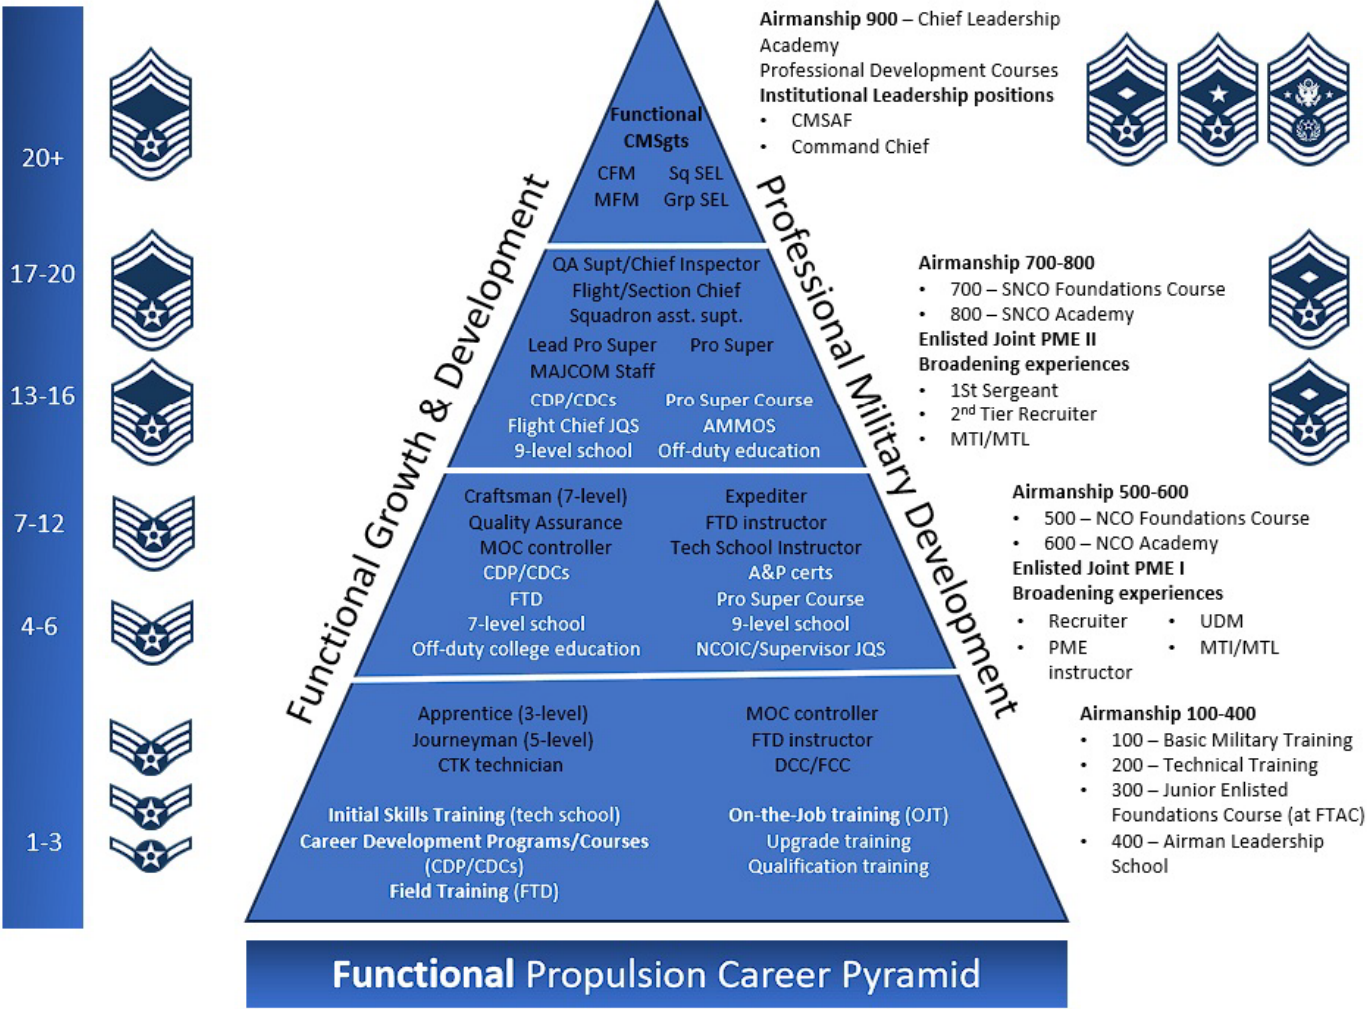 20+
17-20
13-16
7-12
4-6
1-3
Functional Growth & Development
Functional
CMSgts
CFM Sq SEL
MFM Grp SEL
QA Supt/Chief Inspector
Flight/Section Chief
Squadron asst. supt.
Lead Pro Super Pro Super
MAJCOM Staff
CDP/CDCs Pro Super Course
Flight Chief JQS AMMOS
9-level school Off-duty education
Craftsman (7-level) Expediter
Quality Assurance FTD instructor
MOC controller Tech School Instructor
CDP/CDCs A&P certs
FTD Pro Super Course
7-level school 9-level school
Off-duty college education NCOIC/Supervisor JQS
Apprentice (3-level) MOC controller
Journeyman (5-level) FTD instructor
CTK technician DCC/FCC
Initial Skills Training (tech school) On-the-Job training (OJT)
Career Development Programs/Courses Upgrade training
(CDP/CDCs) Qualification training
Field Training (FTD)
Professional Military Development
Airmanship 900 – Chief Leadership
Academy
Professional Development Courses
Institutional Leadership positions
• CMSAF
• Command Chief
Airmanship 700-800
• 700 – SNCO Foundations Course
• 800 – SNCO Academy
Enlisted Joint PME II
Broadening experiences
• 1St Sergeant
• 2nd Tier Recruiter
• MTI/MTL
Airmanship 500-600
• 500 – NCO Foundations Course
• 600 – NCO Academy
Enlisted Joint PME I
Broadening experiences
• Recruiter • UDM
• PME • MTI/MTL
instructor
Airmanship 100-400
• 100 – Basic Military Training
• 200 – Technical Training
• 300 – Junior Enlisted
Foundations Course (at FTAC)
• 400 – Airman Leadership
School
Functional Propulsion Career Pyramid